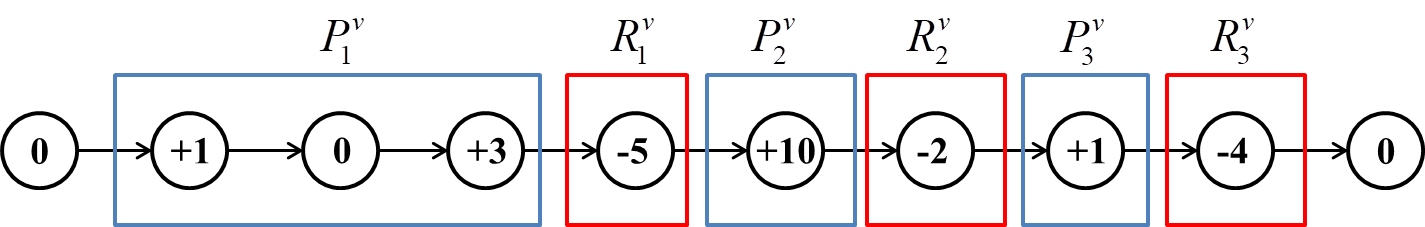 P₁ᵛ R₁ᵛ P₂ᵛ R₂ᵛ P₃ᵛ R₃ᵛ
0 +1 0 +3 -5 +10 -2 +1 -4 0